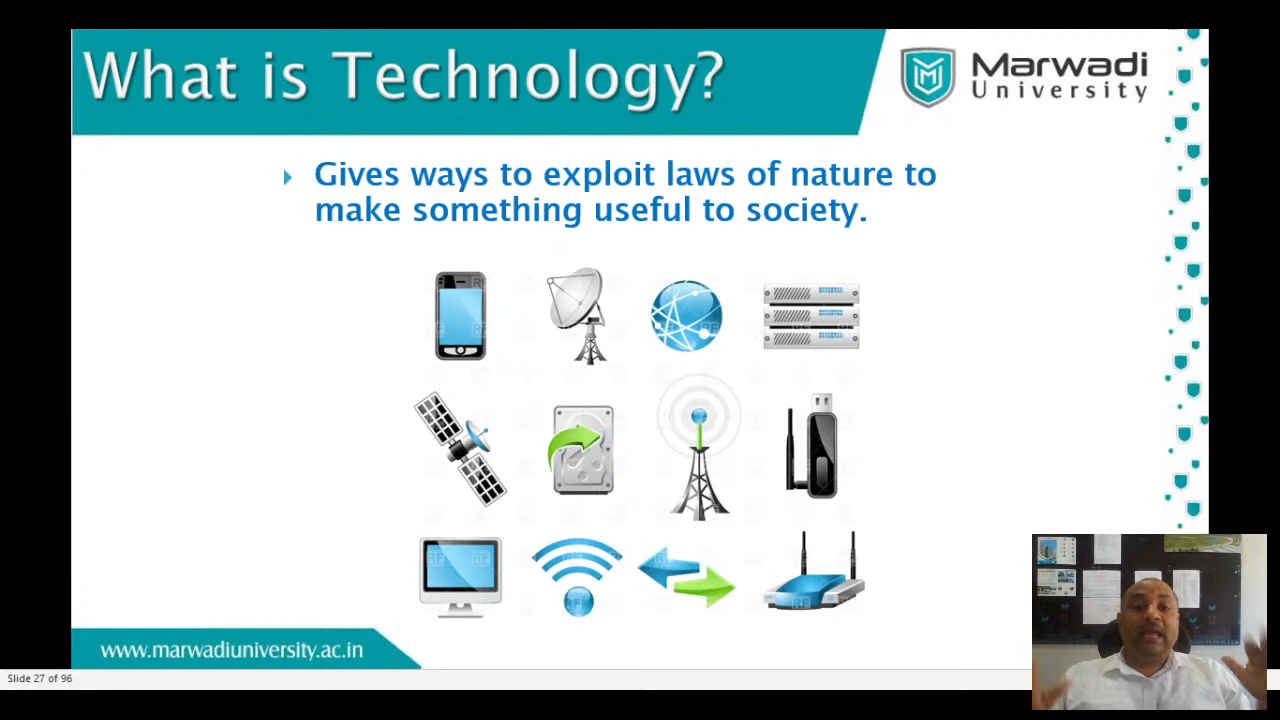 What is Technology?
Marwadi
University
Gives ways to exploit laws of nature to
make something useful to society.
www.marwadiuniversity.ac.in
Slide 27 of 96